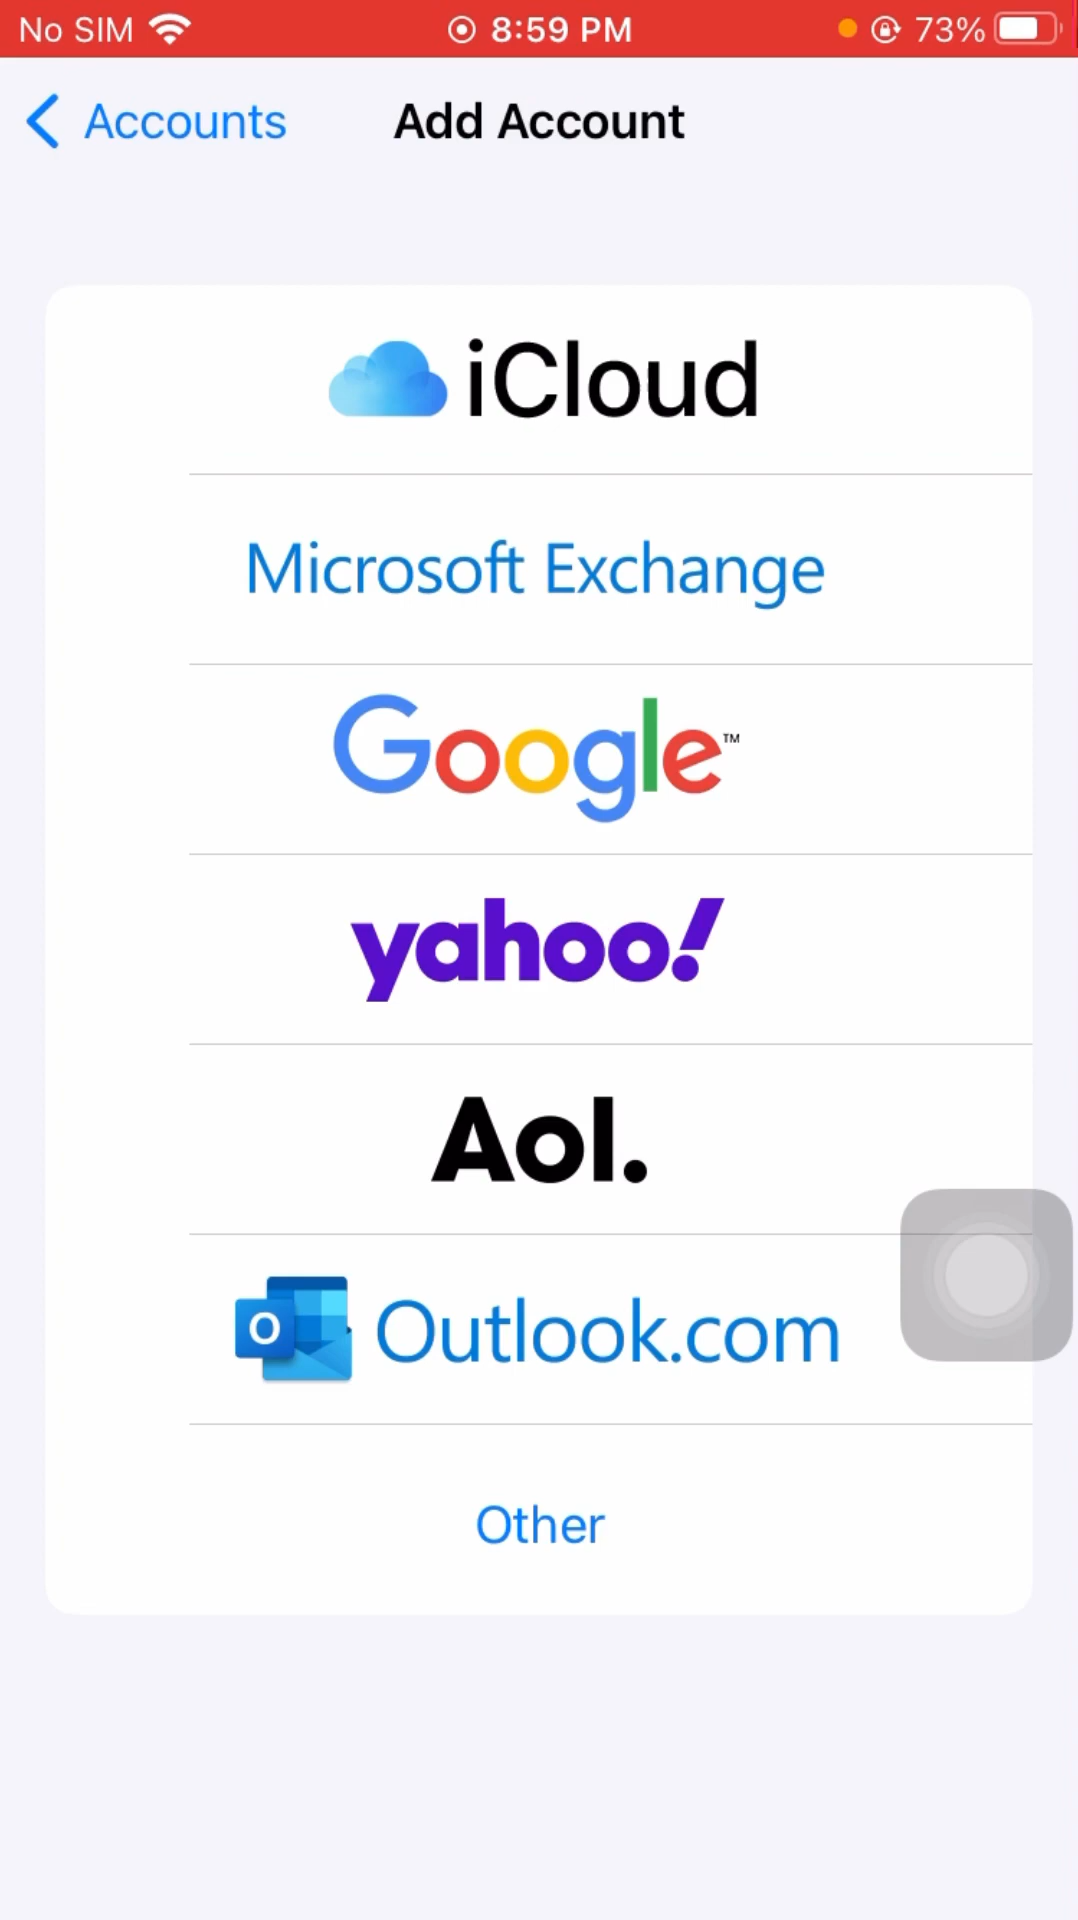 No SIM 8:59 PM 73%
Accounts Add Account
iCloud
Microsoft Exchange
Google™
yahoo!
Aol.
O Outlook.com
Other